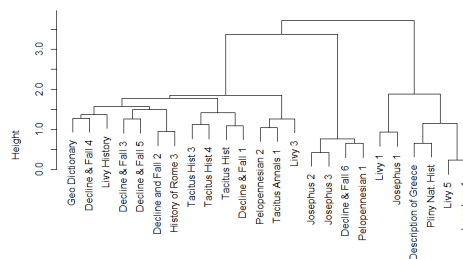 Height
3.0
2.0
1.0
0.0
Geo Dictionary
Decline & Fall 4
Livy History
Decline & Fall 3
Decline & Fall 5
Decline and Fall 2
History of Rome 3
Tacitus Hist 3
Tacitus Hist 4
Tacitus Hist
Decline & Fall 1
Pelopennesian 2
Tacitus Annals 1
Livy 3
Josephus 2
Josephus 3
Decline & Fall 6
Pelopennesian 1
Livy 1
Josephus 1
Description of Greece
Pliny Nat. Hist
Livy 5